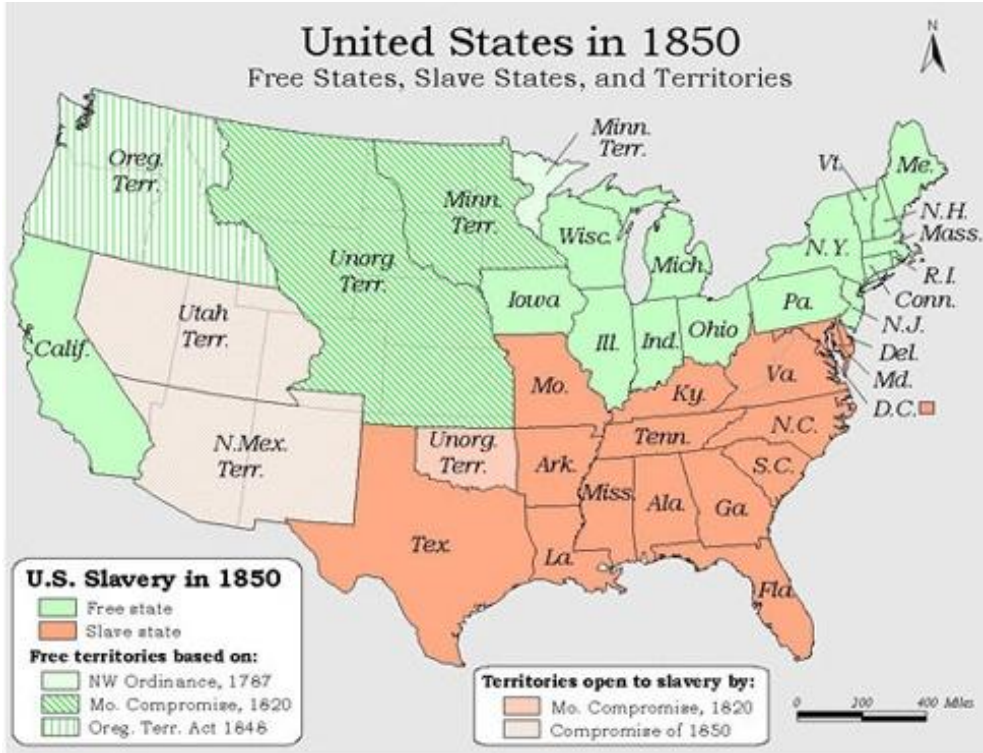 United States in 1850
Free States, Slave States, and Territories
N
Minn.
Terr.
Oreg.
Terr.
Vt.
Me.
Minn.
Terr.
N.H.
Mass.
Wisc.
N.Y.
Unorg
Terr.
Mich.
R.I.
Conn.
Iowa
Pa.
Utah
Terr.
N.J.
Ill.
Ind.
Ohio
Calif.
Del.
Md.
Mo.
Va.
Ky.
D.C.
N.C.
Unorg.
Terr.
Tenn.
N.Mex.
Terr.
Ark.
S.C.
Miss.
Ala.
Ga.
Tex.
La.
Fla.
U.S. Slavery in 1850
Free state
Slave state
Free territories based on:
NW Ordinance, 1787
Mo. Compromise, 1820
Oreg. Terr. Act 1848
Territories open to slavery by:
Mo. Compromise, 1820
Compromise of 1850
0 200 400 Miles